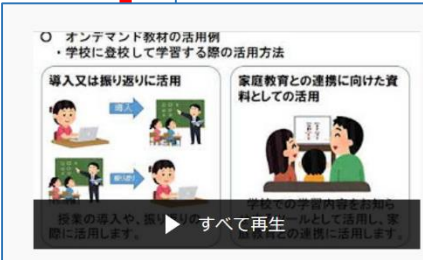 ○ オンデマンド教材の活用例
・学校に登校して学習する際の活用方法
導入又は振り返りに活用
導入
振り返り
授業の導入や、振り返りの
際に活用します。
家庭教育との連携に向けた資
料としての活用
学校での学習内容をお知ら
ールとして活用し、家
庭教育との連携に活用します。
すべて再生